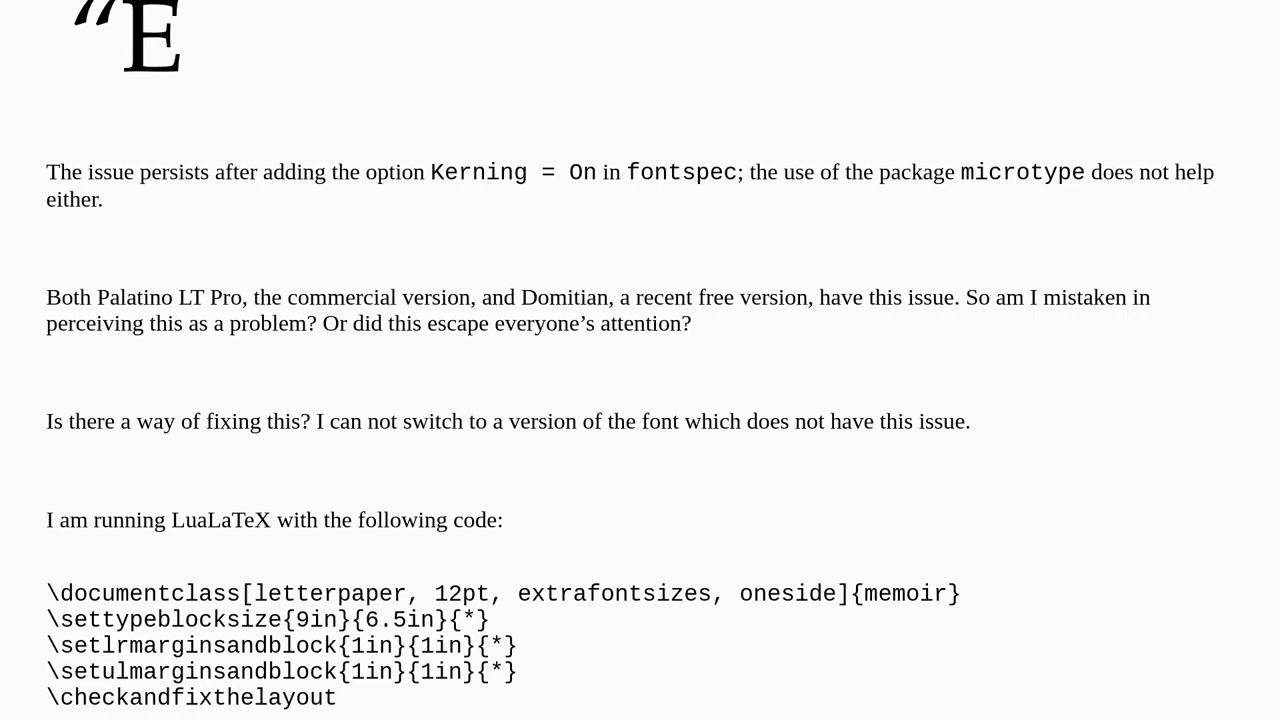 “E
The issue persists after adding the option Kerning = On in fontspec; the use of the package microtype does not help
either.
Both Palatino LT Pro, the commercial version, and Domitian, a recent free version, have this issue. So am I mistaken in
perceiving this as a problem? Or did this escape everyone’s attention?
Is there a way of fixing this? I can not switch to a version of the font which does not have this issue.
I am running LuaLaTeX with the following code:
\documentclass[letterpaper, 12pt, extrafontsizes, oneside]{memoir}
\settypeblocksize{9in}{6.5in}{*}
\setlrmarginsandblock{1in}{1in}{*}
\setulmarginsandblock{1in}{1in}{*}
\checkandfixthelayout